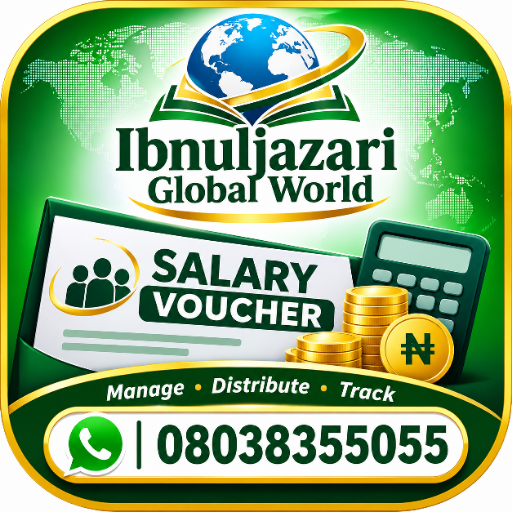 Ibnuljazari
Global World
SALARY
VOUCHER
₦
Manage • Distribute • Track
| 08038355055